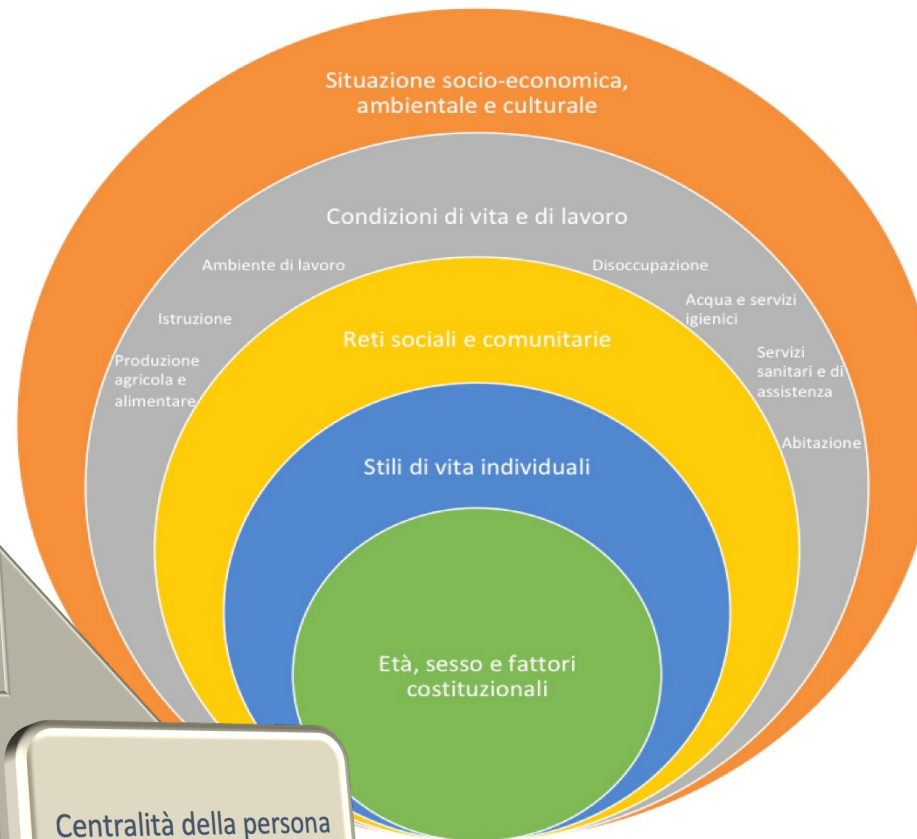 Situazione socio-economica,
ambientale e culturale
Condizioni di vita e di lavoro
Ambiente di lavoro
Disoccupazione
Istruzione
Acqua e servizi
igienici
Reti sociali e comunitarie
Produzione
agricola e
alimentare
Servizi
sanitari e di
assistenza
Abitazione
Stili di vita individuali
Età, sesso e fattori
costituzionali
Centralità della persona